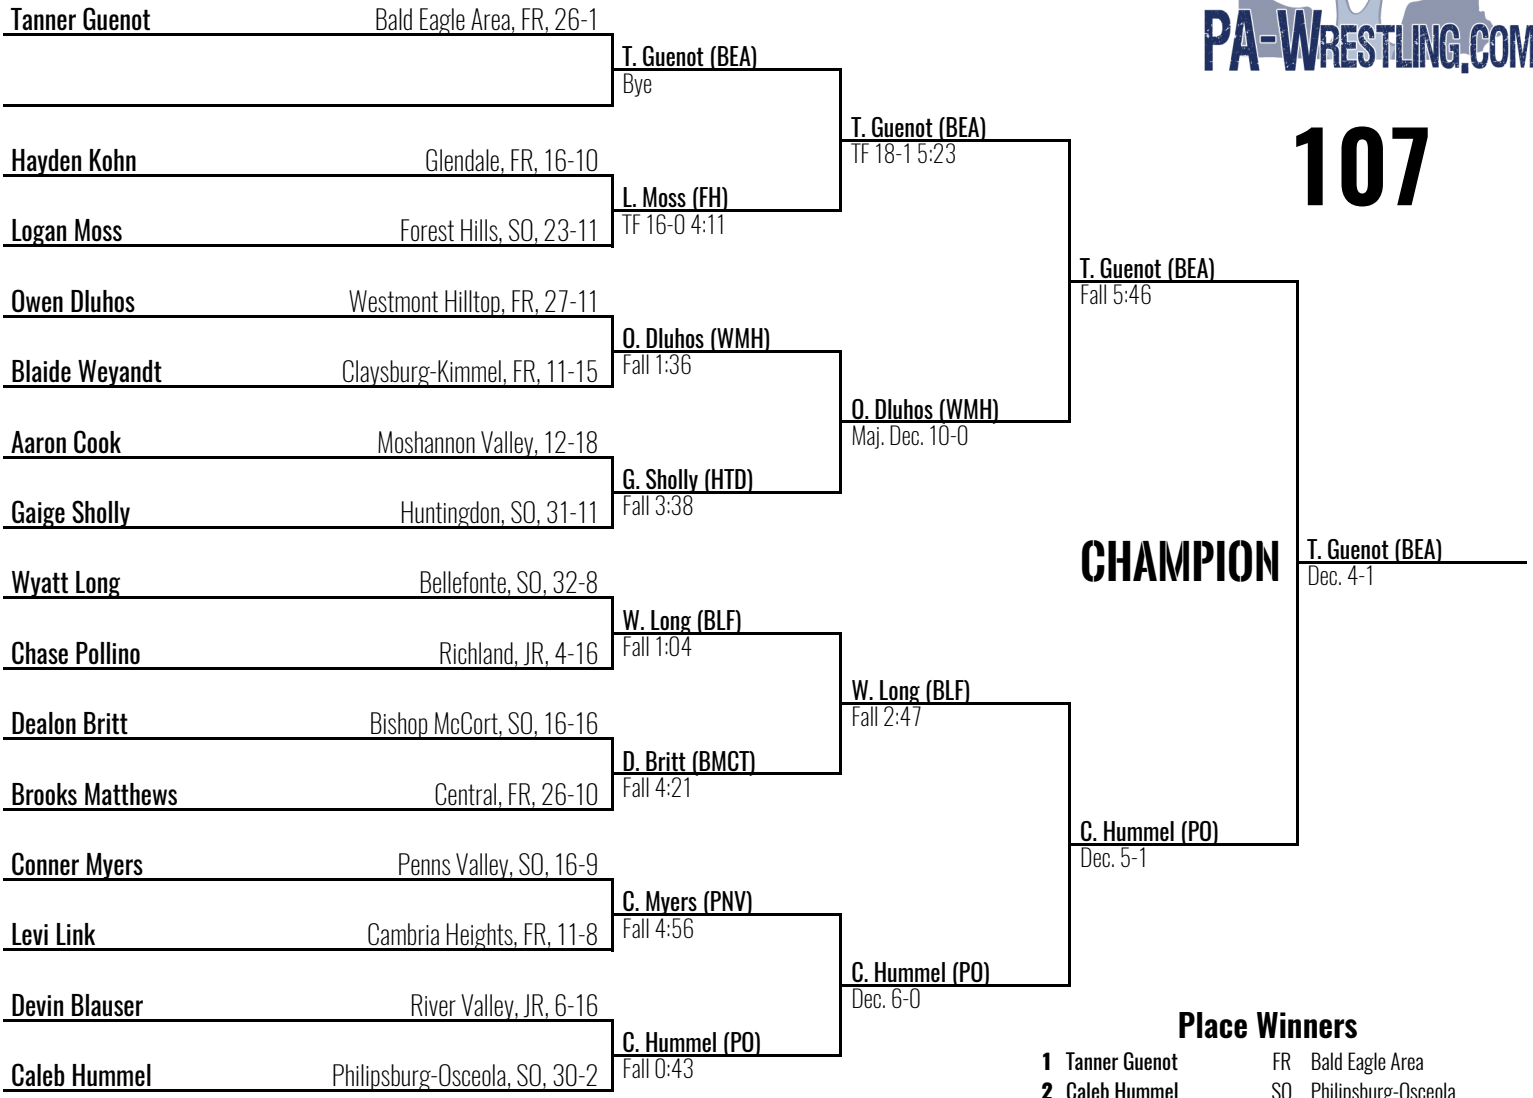 Tanner Guenot Bald Eagle Area, FR, 26-1
T. Guenot (BEA)
Bye
PA-WRESTLING.COM
107
T. Guenot (BEA)
TF 18-1 5:23
Hayden Kohn Glendale, FR, 16-10
L. Moss (FH)
TF 16-0 4:11
Logan Moss Forest Hills, SO, 23-11
T. Guenot (BEA)
Fall 5:46
Owen Dluhos Westmont Hilltop, FR, 27-11
O. Dluhos (WMH)
Fall 1:36
Blaide Weyandt Claysburg-Kimmel, FR, 11-15
O. Dluhos (WMH)
Maj. Dec. 10-0
Aaron Cook Moshannon Valley, 12-18
G. Sholly (HTD)
Fall 3:38
Gaige Sholly Huntingdon, SO, 31-11
CHAMPION
T. Guenot (BEA)
Dec. 4-1
Wyatt Long Bellefonte, SO, 32-8
W. Long (BLF)
Fall 1:04
Chase Pollino Richland, JR, 4-16
W. Long (BLF)
Fall 2:47
Dealon Britt Bishop McCort, SO, 16-16
D. Britt (BMCT)
Fall 4:21
Brooks Matthews Central, FR, 26-10
C. Hummel (PO)
Dec. 5-1
Conner Myers Penns Valley, SO, 16-9
C. Myers (PNV)
Fall 4:56
Levi Link Cambria Heights, FR, 11-8
C. Hummel (PO)
Dec. 6-0
Devin Blauser River Valley, JR, 6-16
C. Hummel (PO)
Fall 0:43
Caleb Hummel Philipsburg-Osceola, SO, 30-2
Place Winners
1 Tanner Guenot FR Bald Eagle Area
2 Caleb Hummel SO Philipsburg-Osceola